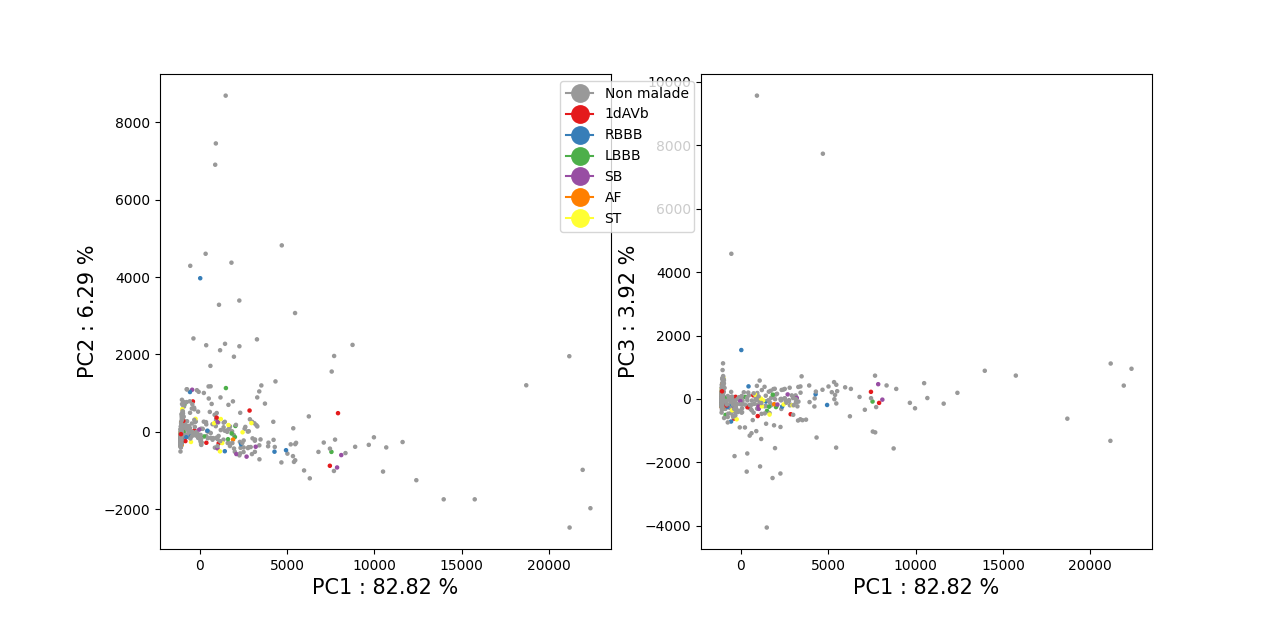 8000
6000
4000
2000
0
−2000
PC2 : 6.29 %
0
5000
10000
15000
20000
PC1 : 82.82 %
Non malade
1dAVb
RBBB
LBBB
SB
AF
ST
10000
8000
6000
4000
2000
0
−2000
−4000
PC3 : 3.92 %
0
5000
10000
15000
20000
PC1 : 82.82 %